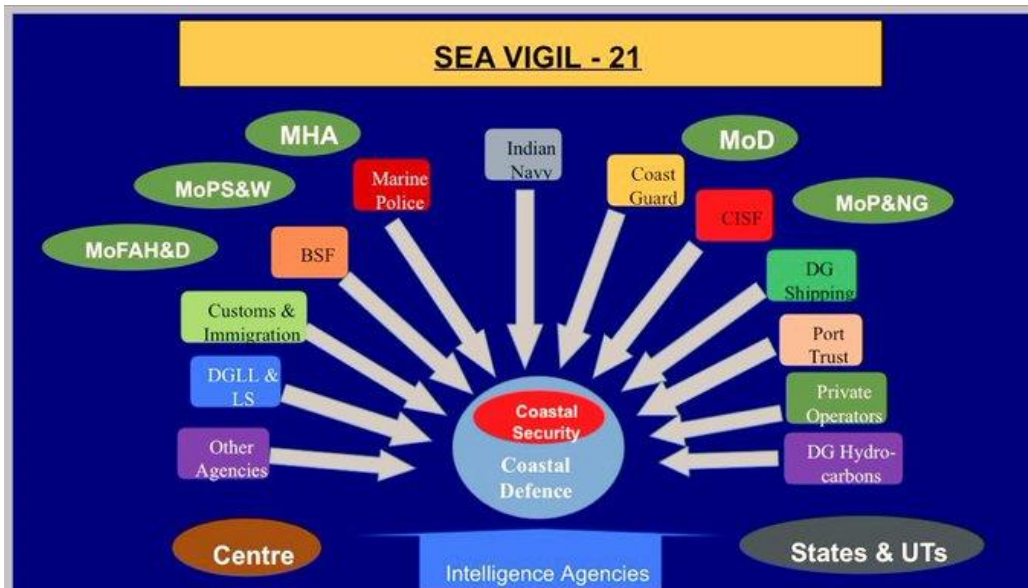 SEA VIGIL - 21
MHA
MoD
Indian
Navy
Marine
Police
Coast
Guard
MoPS&W
MoP&NG
CISF
MoFAH&D
BSF
DG
Shipping
Customs &
Immigration
Port
Trust
DGLL &
LS
Private
Operators
Coastal
Security
Coastal
Defence
Other
Agencies
DG Hydro-
carbons
Centre
States & UTs
Intelligence Agencies